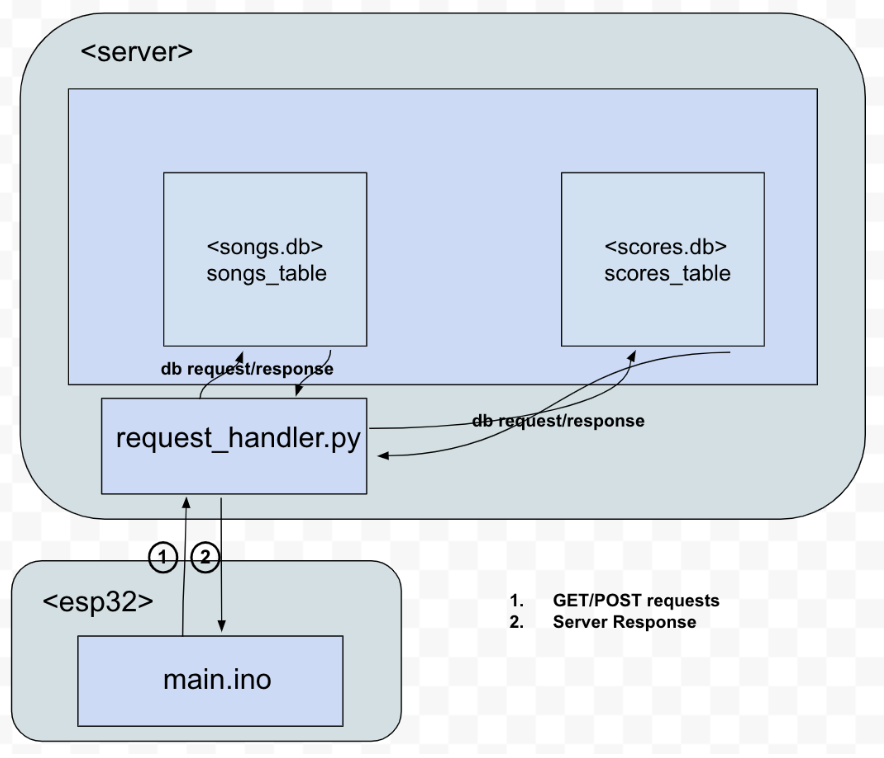 <server>
<songs.db>
songs_table
<scores.db>
scores_table
db request/response
db request/response
request_handler.py
1
2
<esp32>
1. GET/POST requests
2. Server Response
main.ino